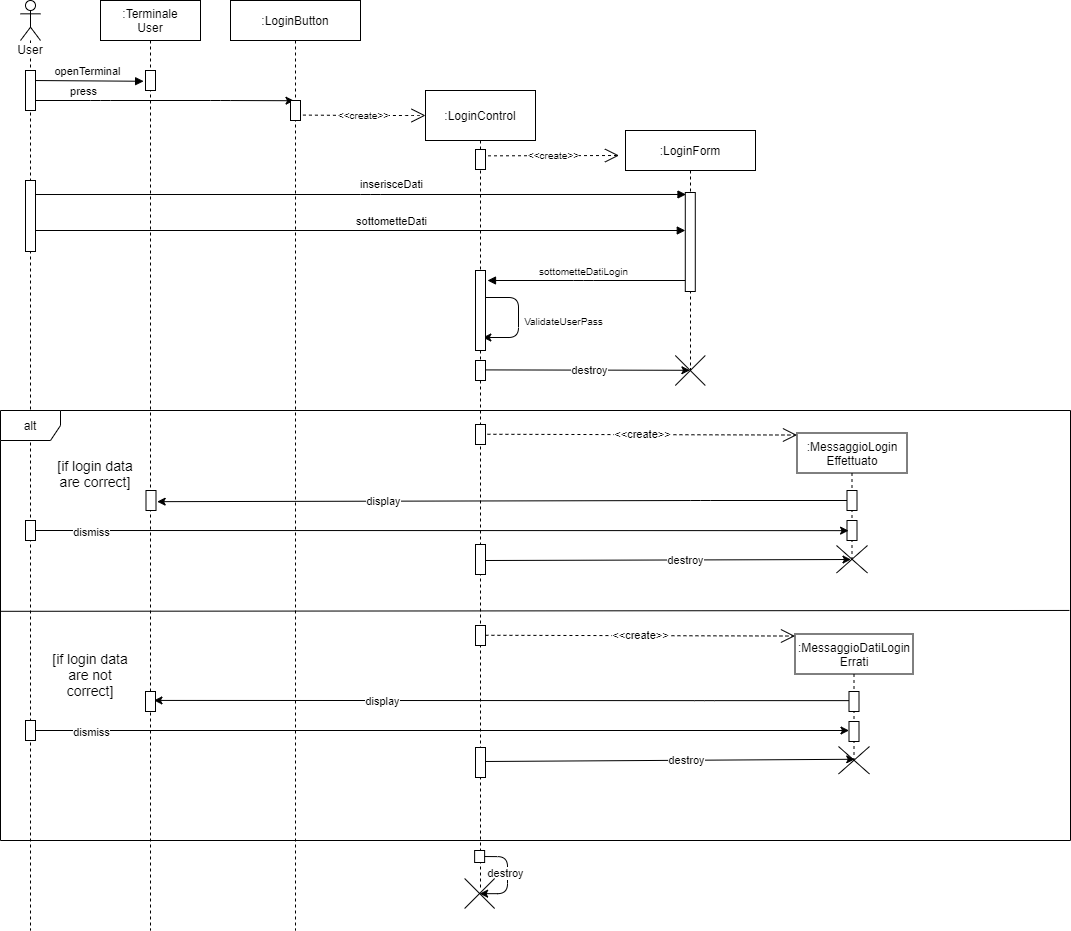 :Terminale
User
:LoginButton
User
openTerminal
press
<<create>>
:LoginControl
<<create>>
:LoginForm
inserisceDati
sottometteDati
sottometteDatiLogin
ValidateUserPass
destroy
alt
<<create>>
:MessaggioLogin
Effettuato
[if login data
are correct]
display
dismiss
destroy
<<create>>
:MessaggioDatiLogin
Errati
[if login data
are not
correct]
display
dismiss
destroy
destroy